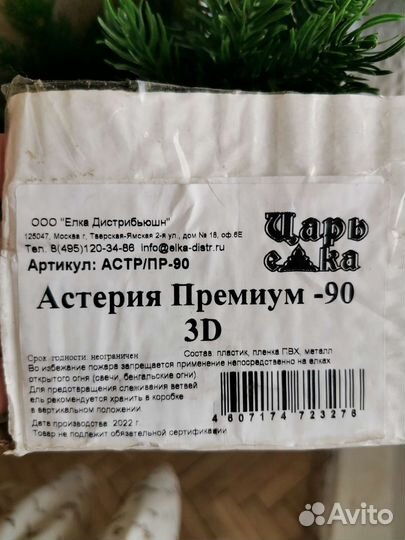 ООО "Елка Дистрибьюшн"
125047, Москва г, Тверская-Ямская 2-я ул., дом № 18, оф.6Е
Тел. 8(495)120-34-86 info@elka-distr.ru
Артикул: АСТР/ПР-90
Царь
елка
Астерия Премиум -90
3D
Срок годности неограничен
Состав пластик, пленка ПВХ, металл
Во избежание пожара запрещается применение непосредственно на елках
открытого огня (свечи, бенгальские огни)
Для предотвращения слеживания ветвей
ель рекомендуется хранить в коробке
в вертикальном положении
4 607174 723276
Дата производства 2022 г.
Товар не подлежит обязательной сертификации
Avito